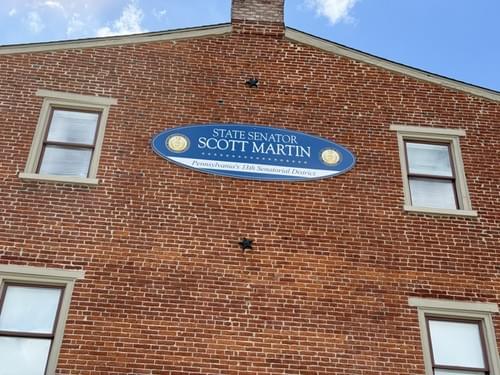 STATE SENATOR
SCOTT MARTIN
Pennsylvania's 13th Senatorial District